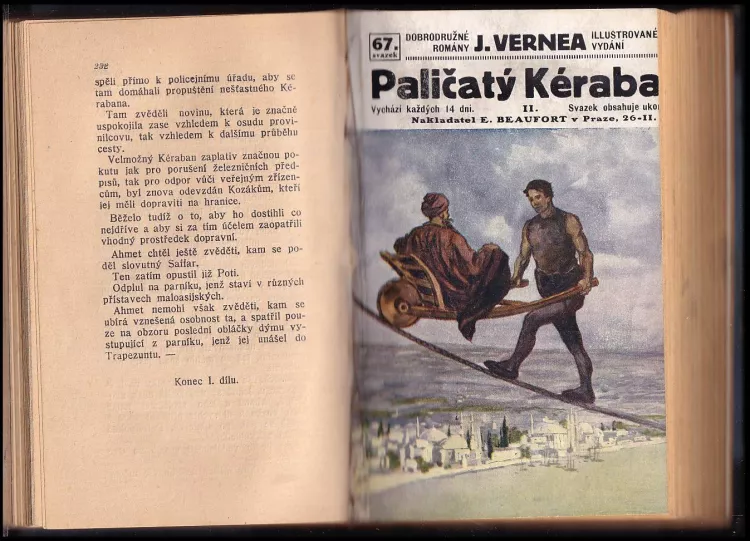 232
spěli přímo k policejnímu úřadu, aby se
tam domáhali propuštění nešťastného Ké-
rabana.
Tam zvěděli novinu, která je značně
uspokojila zase vzhledem k osudu provi-
nilcovu, tak vzhledem k dalšímu průběhu
cesty.
Velmožný Kéraban zaplativ značnou po-
kutu jak pro porušení železničních před-
pisů, tak pro odpor vůči veřejným zřízen-
cům, byl znova odevzdán Kozákům, kteří
jej měli dopraviti na hranice.
Běželo tudíž o to, aby ho dostihli co
nejdříve a aby si za tím účelem zaopatřili
vhodný prostředek dopravní.
Ahmet chtěl ještě zvěděti, kam se po-
děl slovutný Saffar.
Ten zatím opustil již Poti.
Odplul na parníku, jenž staví v různých
přístavech maloasijských.
Ahmet nemohl však zvěděti, kam se
ubírá vznešená osobnost ta, a spatřil pou-
ze na obzoru poslední obláčky dýmu vy-
stupující z parníku, jenž jej unášel do
Trapezuntu. —
Konec I. dílu.
67.
svazek
DOBRODRUŽNÉ
ROMÁNY
J. VERNEA
ILLUSTROVANÉ
VYDÁNÍ
Paličatý Kéraba
Vychází každých 14 dní.
II.
Svazek obsahuje uko
Nakladatel E. BEAUFORT v Praze, 26-II.